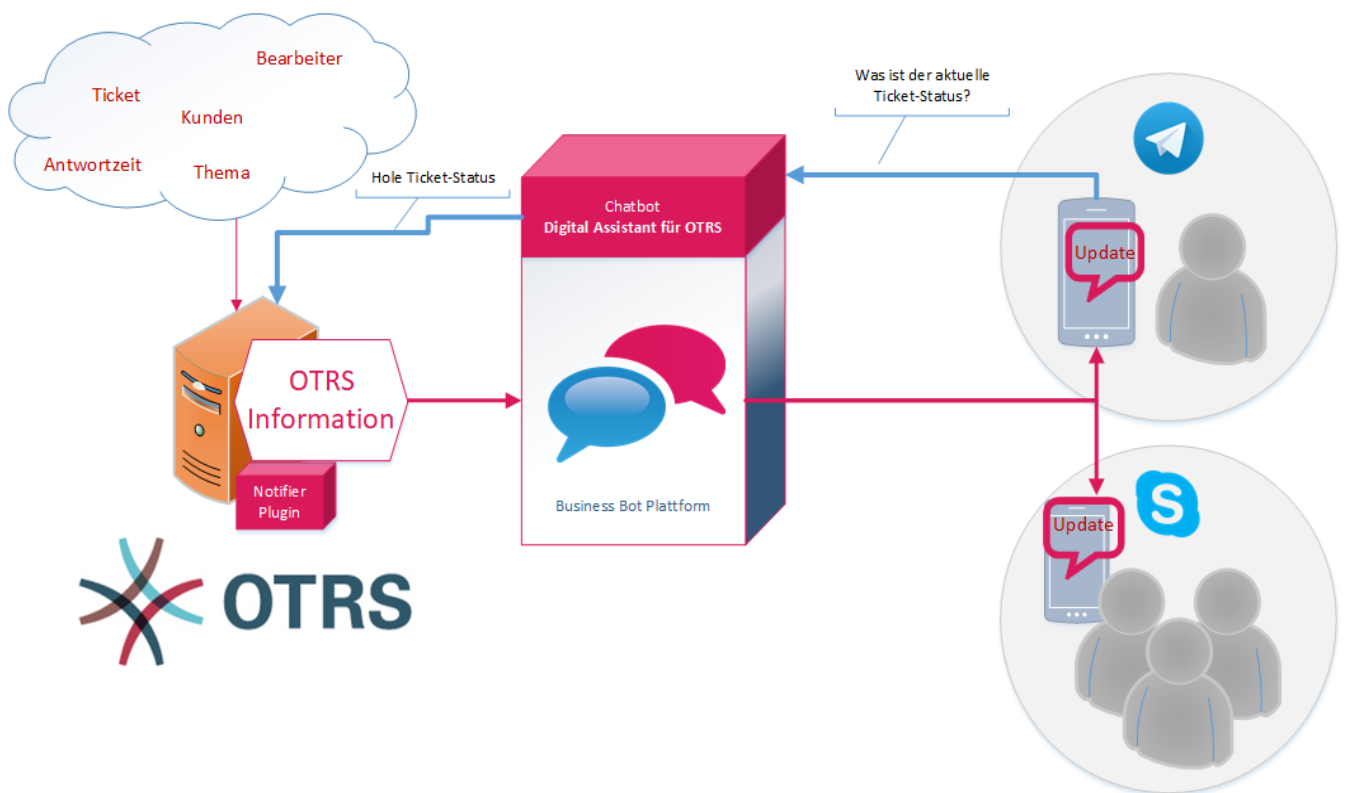 Bearbeiter
Ticket
Kunden
Antwortzeit
Thema
Hole Ticket-Status
Was ist der aktuelle
Ticket-Status?
Chatbot
Digital Assistant für OTRS
Update
OTRS
Information
Notifier
Plugin
Business Bot Plattform
S
Update
OTRS